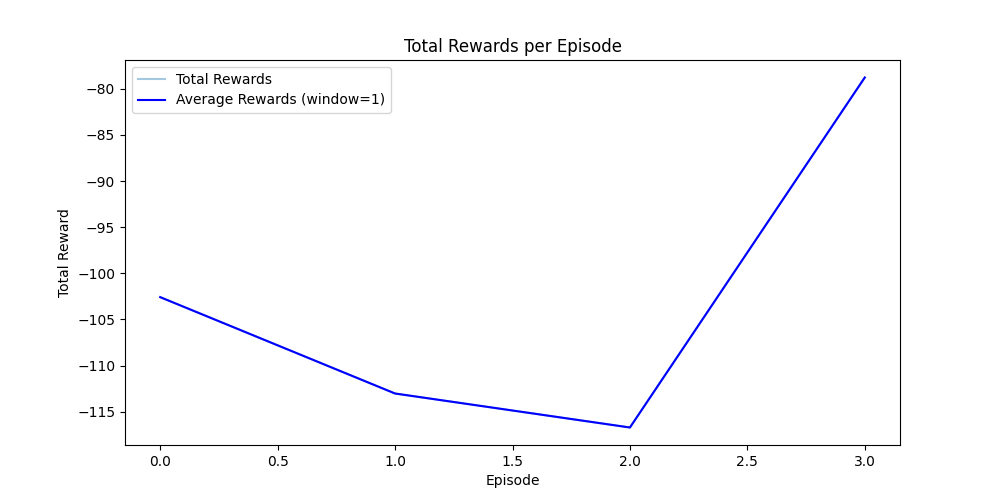 Total Rewards per Episode
Total Rewards
Average Rewards (window=1)
−80
−85
−90
−95
−100
−105
−110
−115
Total Reward
0.0 0.5 1.0 1.5 2.0 2.5 3.0
Episode